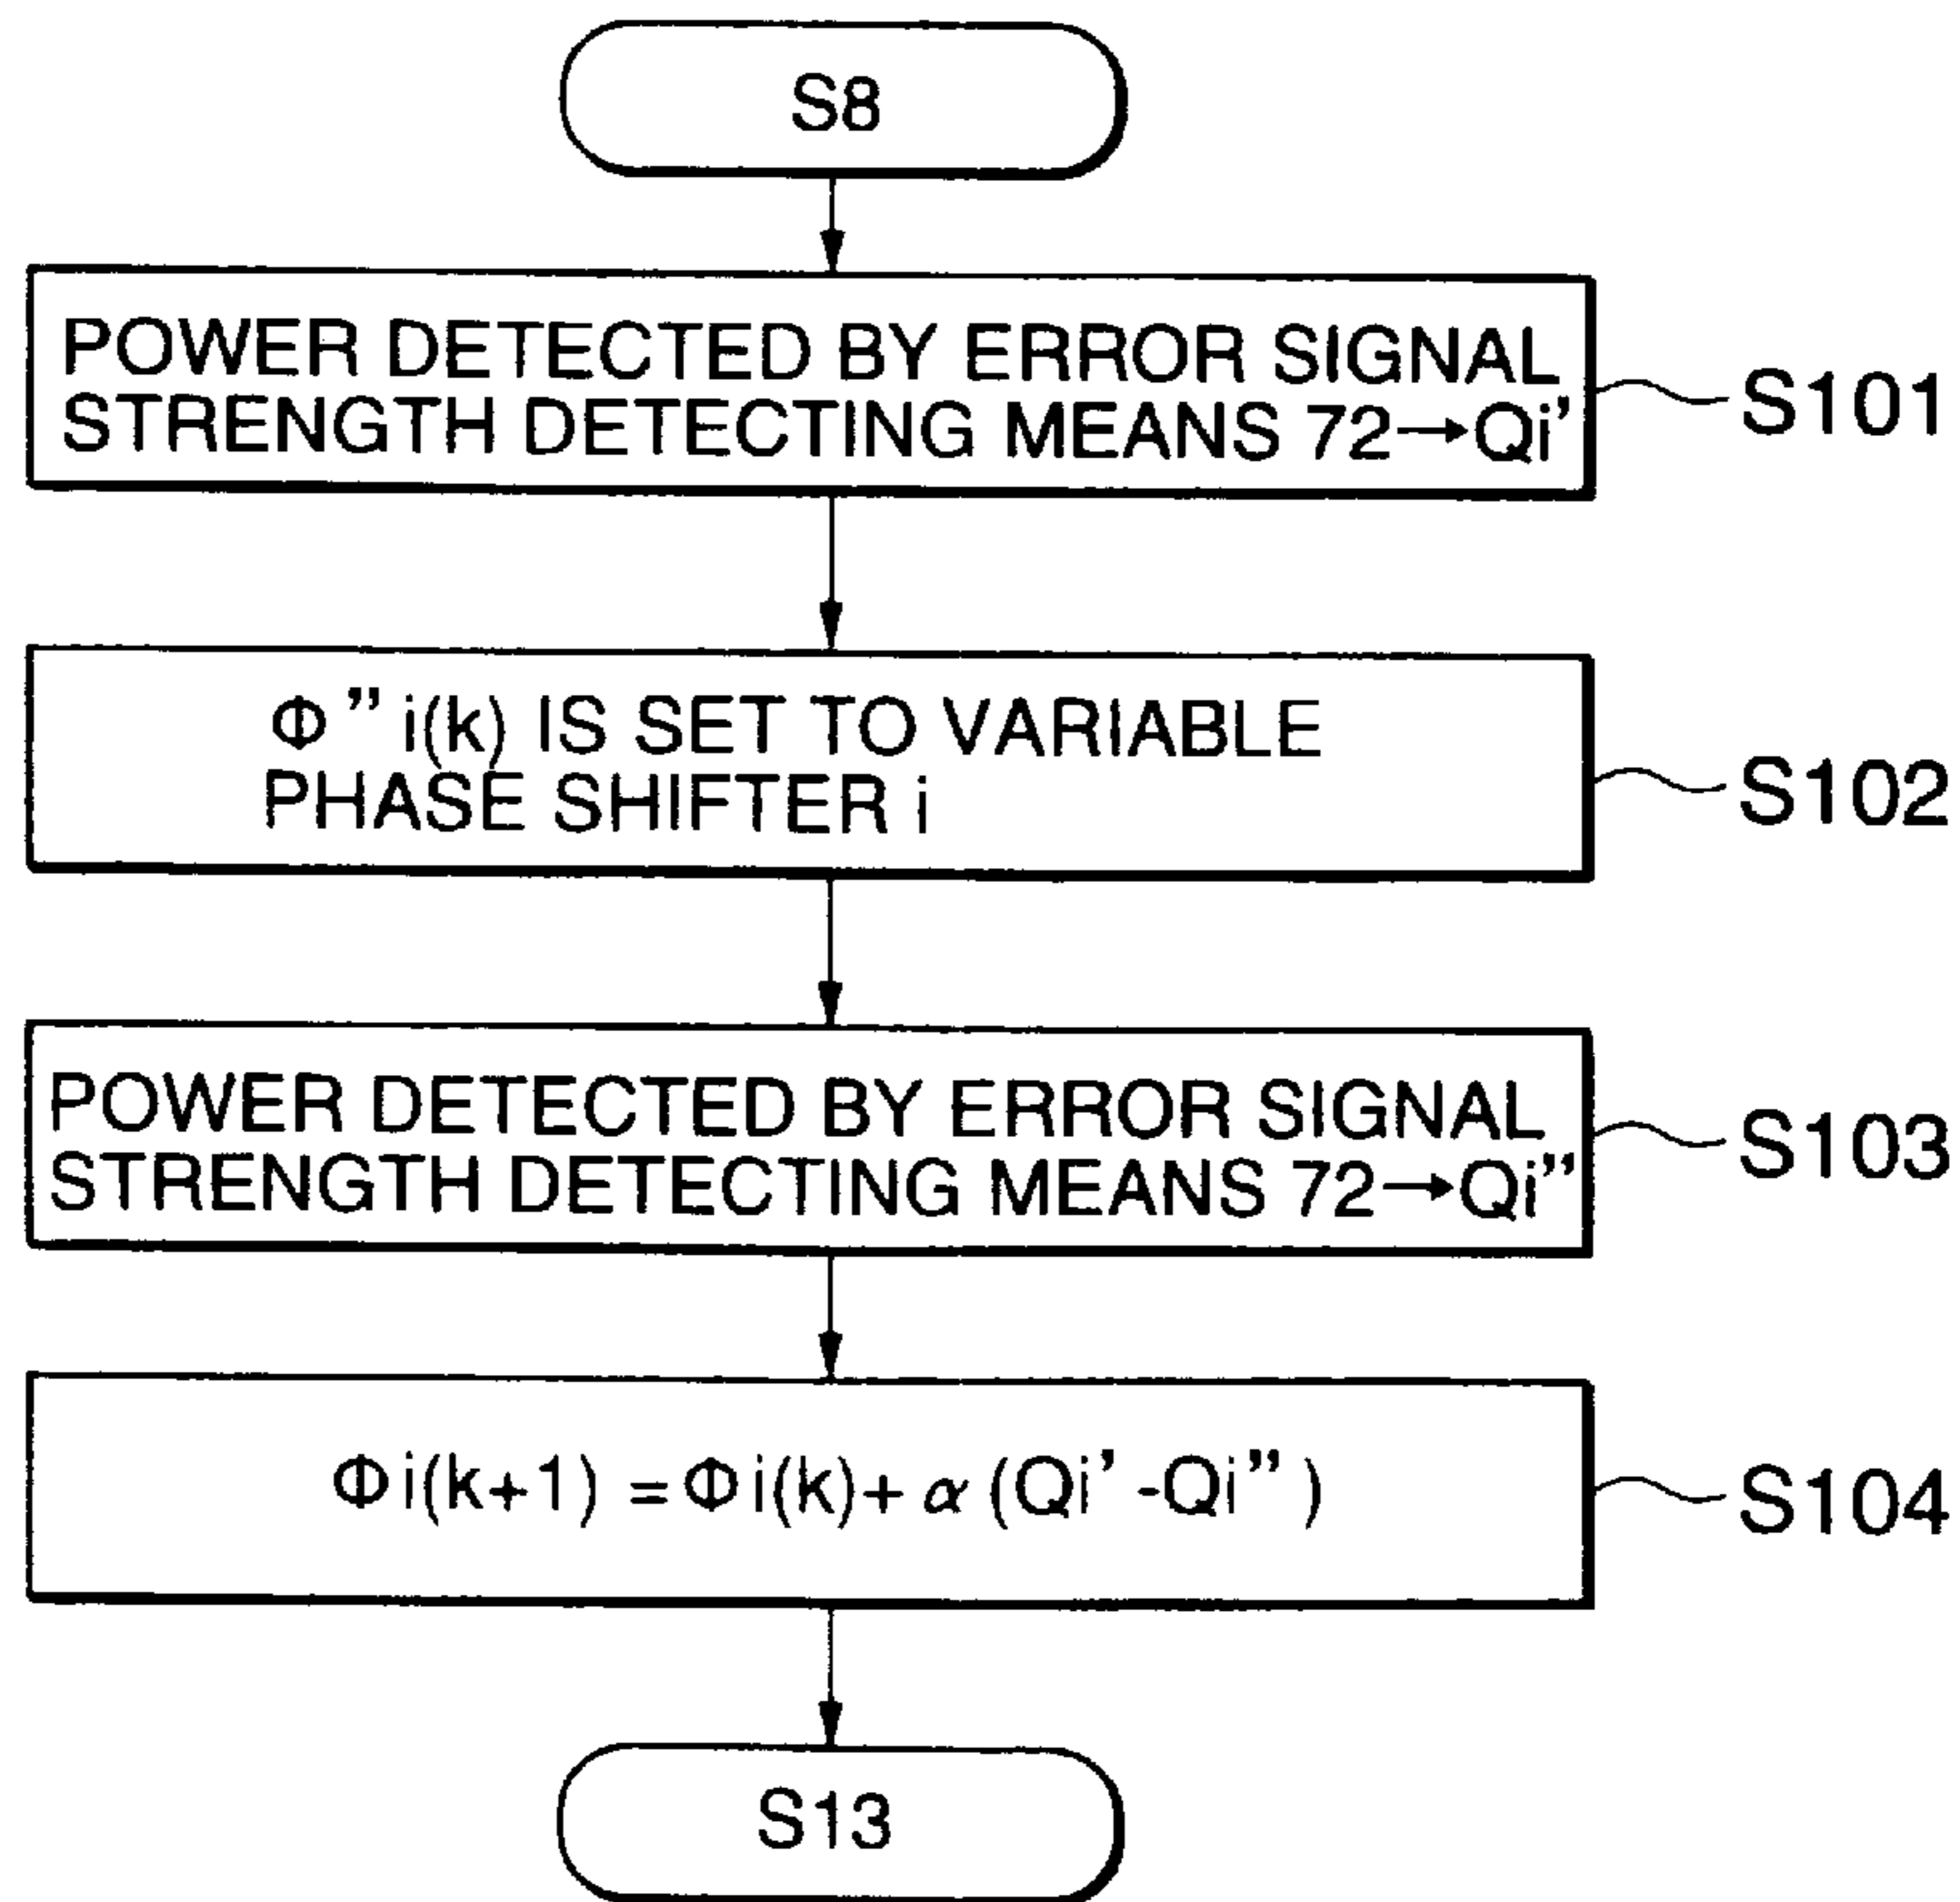 S8
POWER DETECTED BY ERROR SIGNAL
STRENGTH DETECTING MEANS 72→Qi’
S101
Φ” i(k) IS SET TO VARIABLE
PHASE SHIFTER i
S102
POWER DETECTED BY ERROR SIGNAL
STRENGTH DETECTING MEANS 72→Qi”
S103
Φi(k+1) =Φi(k)+ α (Qi’ -Qi” )
S104
S13